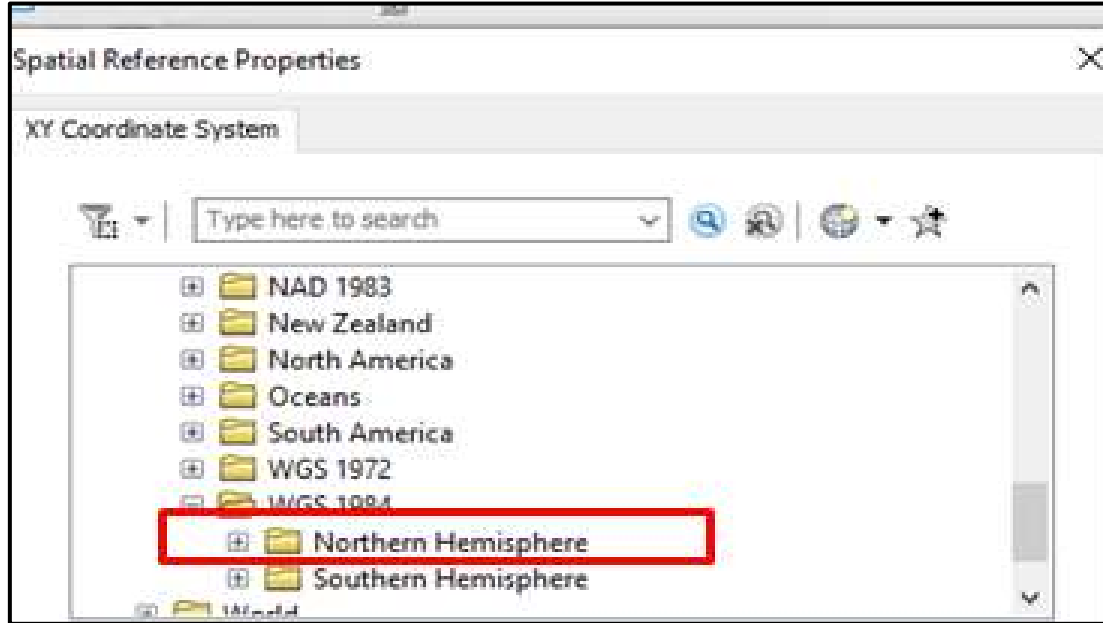 Spatial Reference Properties
XY Coordinate System
Type here to search
NAD 1983
New Zealand
North America
Oceans
South America
WGS 1972
WGS 1984
Northern Hemisphere
Southern Hemisphere
World